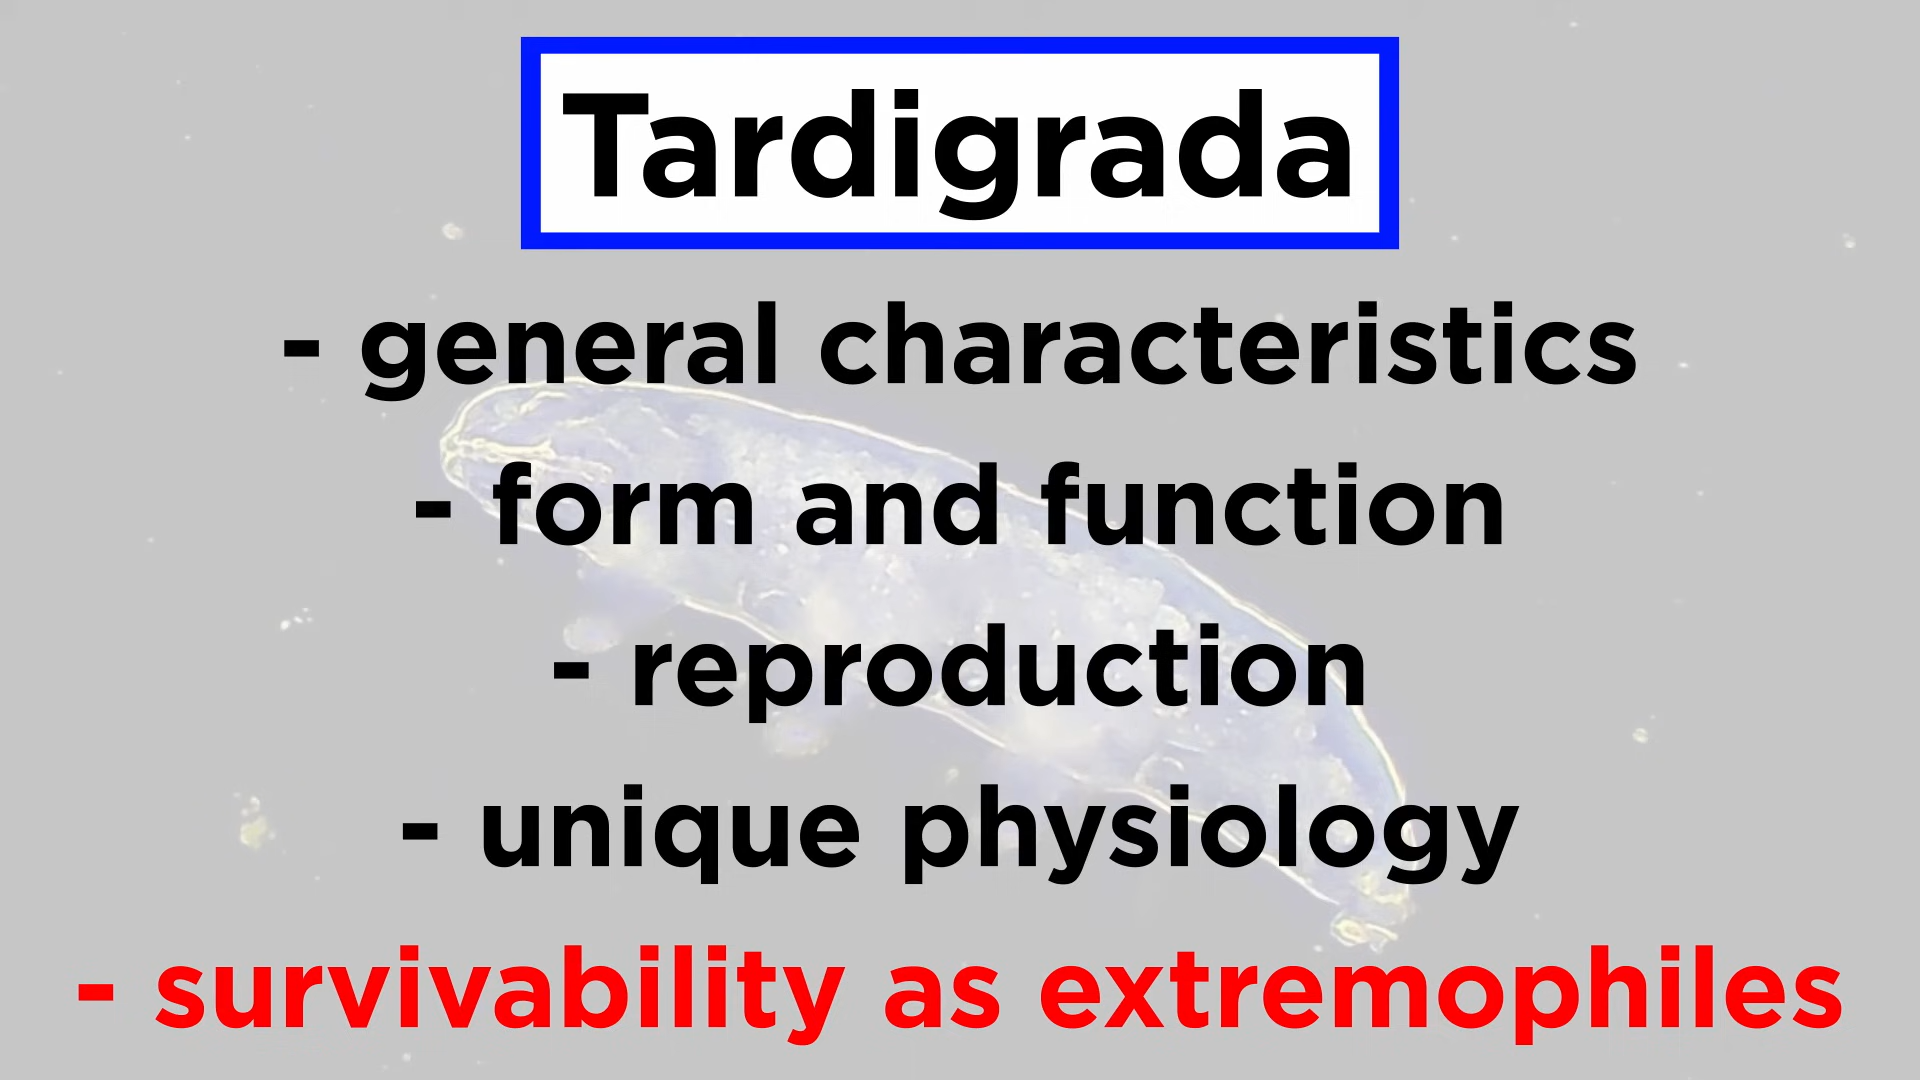 Tardigrada
- general characteristics
- form and function
- reproduction
- unique physiology
- survivability as extremophiles